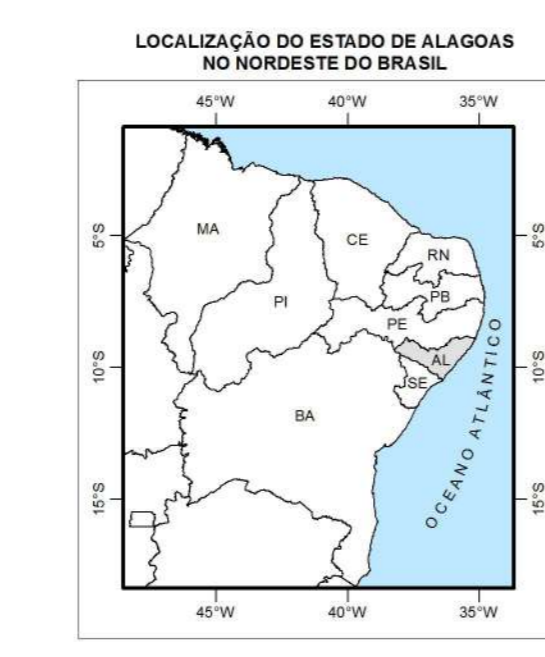 LOCALIZAÇÃO DO ESTADO DE ALAGOAS
NO NORDESTE DO BRASIL
45°W 40°W 35°W
5°S 5°S
MA
CE
RN
PI
PB
PE
10°S 10°S
AL
SE
BA
OCEANO ATLÂNTICO
15°S 15°S
45°W 40°W 35°W